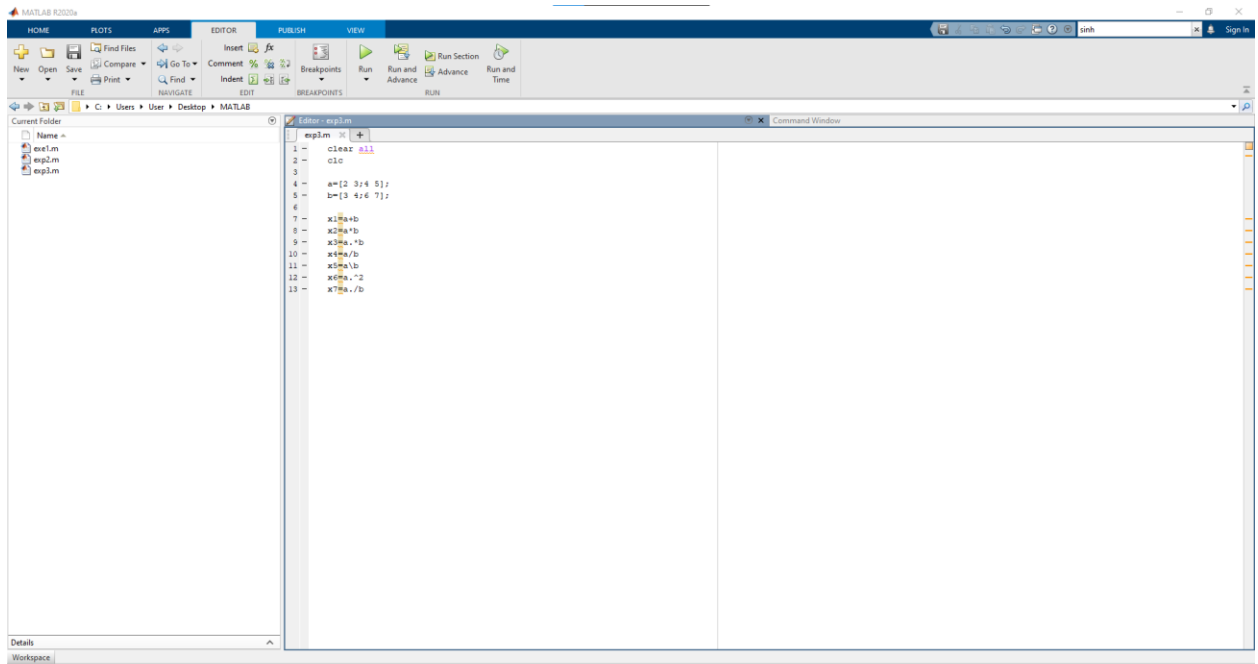 MATLAB R2020a
HOME PLOTS APPS EDITOR PUBLISH VIEW sinh Sign In
New Open Save Find Files Compare Print
Go To Find
Insert fx Comment % Indent
Breakpoints
Run Run and Advance Run Section Advance Run and Time
FILE NAVIGATE EDIT BREAKPOINTS RUN
C: Users User Desktop MATLAB
Current Folder
Name
exe1.m
exp2.m
exp3.m
Editor - exp3.m
Command Window
exp3.m +
1 - clear all
2 - clc
3
4 - a=[2 3;4 5];
5 - b=[3 4;6 7];
6
7 - x1=a+b
8 - x2=a*b
9 - x3=a.*b
10 - x4=a/b
11 - x5=a\b
12 - x6=a.^2
13 - x7=a./b
Details
Workspace